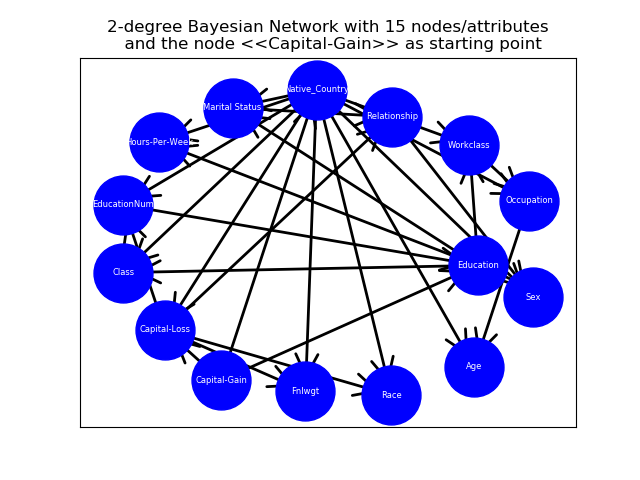 2-degree Bayesian Network with 15 nodes/attributes
and the node <<Capital-Gain>> as starting point
Native_Country
Marital Status
Relationship
Hours-Per-Week
Workclass
EducationNum
Occupation
Class
Education
Sex
Capital-Loss
Capital-Gain
Fnlwgt
Race
Age